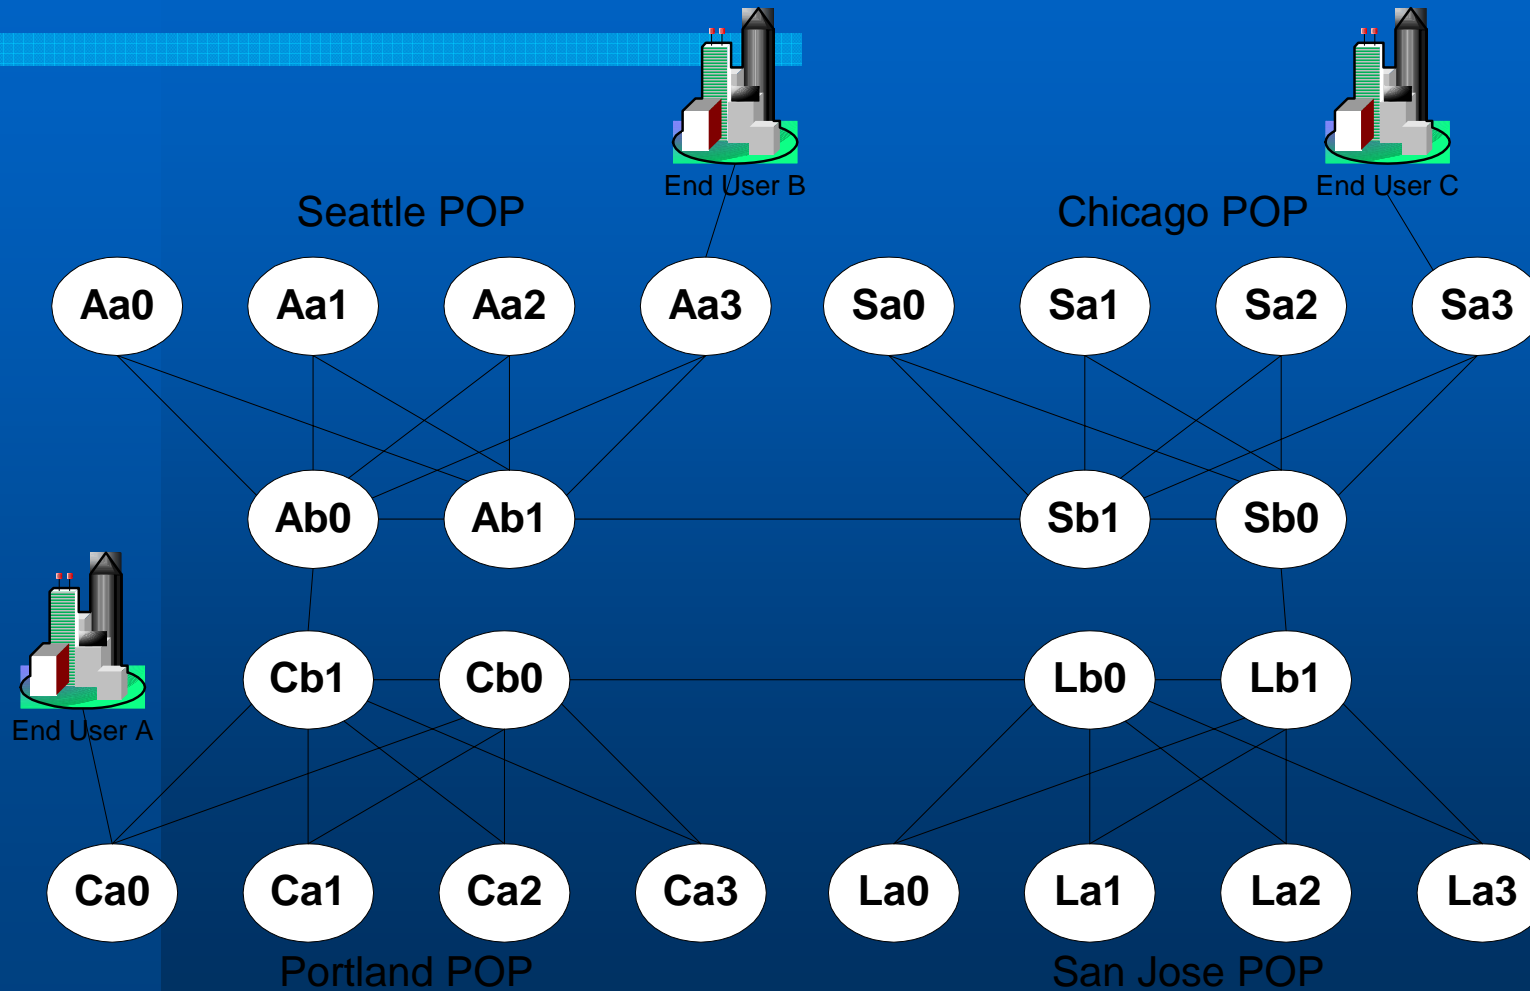 End User B
End User C
Seattle POP
Chicago POP
Aa0 Aa1 Aa2 Aa3 Sa0 Sa1 Sa2 Sa3
Ab0 Ab1 Sb1 Sb0
Cb1 Cb0 Lb0 Lb1
End User A
Ca0 Ca1 Ca2 Ca3 La0 La1 La2 La3
Portland POP
San Jose POP